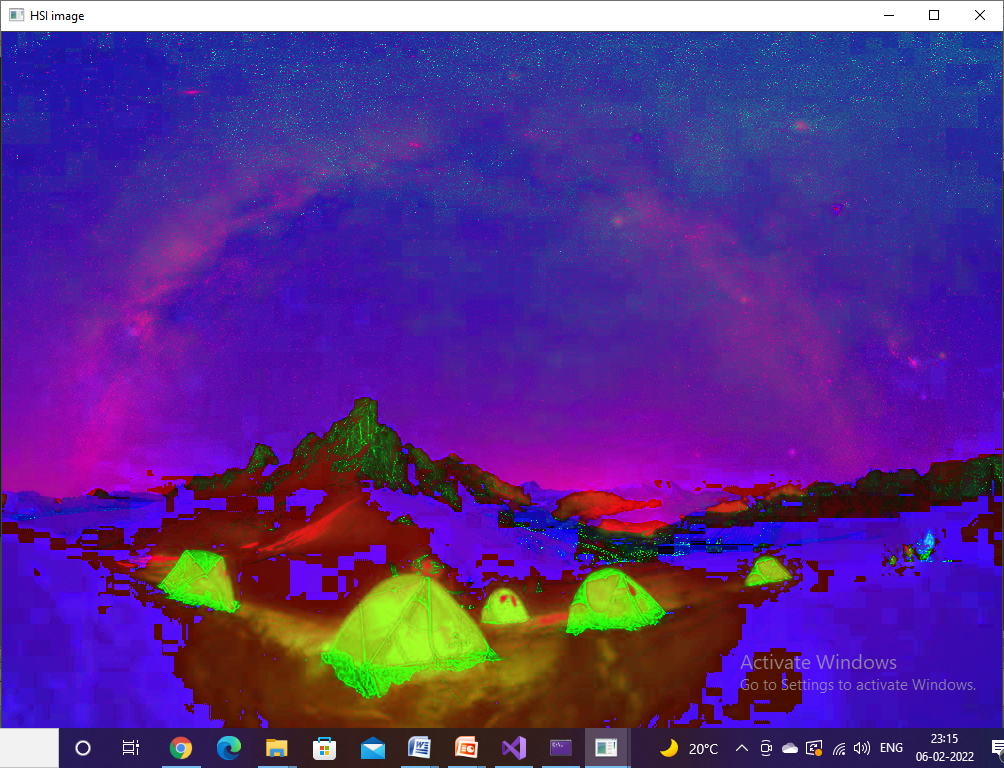 HSI image
Activate Windows
Go to Settings to activate Windows.
20°C
ENG
23:15
06-02-2022